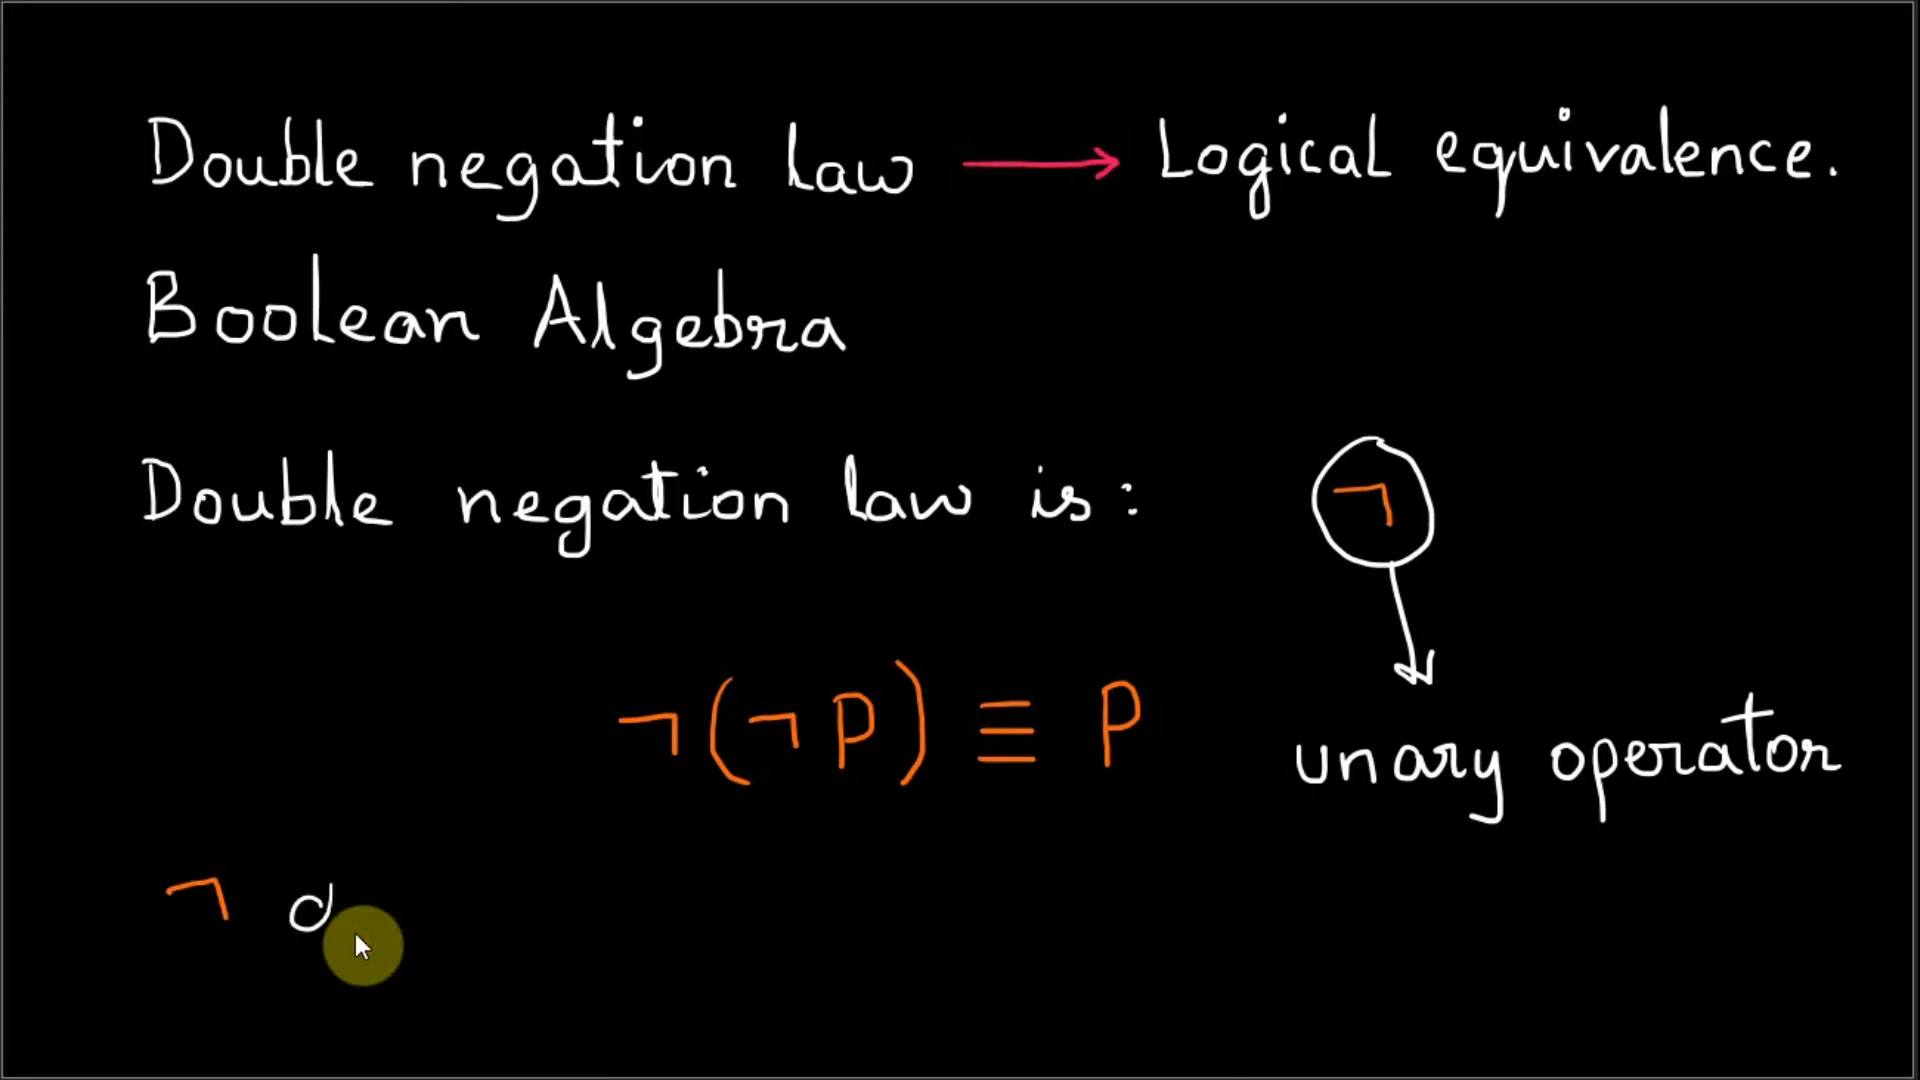 Double negation law → Logical equivalence.
Boolean Algebra
Double negation law is:
¬
¬(¬P) ≡ P
unary operator
¬ d